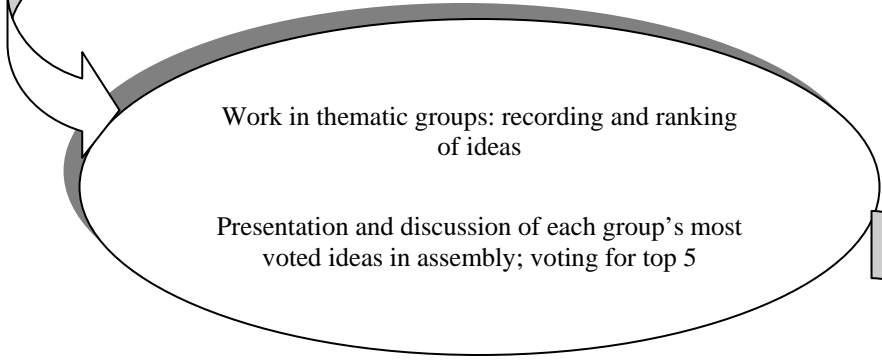 Work in thematic groups: recording and ranking
of ideas
Presentation and discussion of each group’s most
voted ideas in assembly; voting for top 5